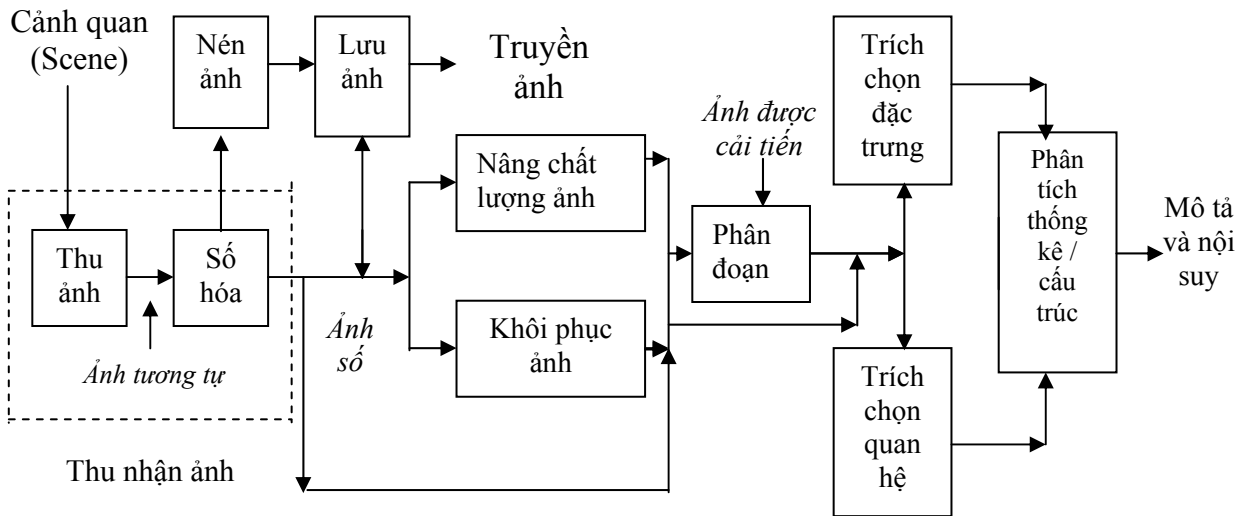 Cảnh quan
(Scene)
Nén
ảnh
Lưu
ảnh
Truyền
ảnh
Ảnh được
cải tiến
Trích
chọn
đặc
trưng
Nâng chất
lượng ảnh
Phân
tích
thống
kê /
cấu
trúc
Thu
ảnh
Số
hóa
Phân
đoạn
Mô tả
và nội
suy
Ảnh tương tự
Ảnh
số
Khôi phục
ảnh
Trích
chọn
quan
hệ
Thu nhận ảnh